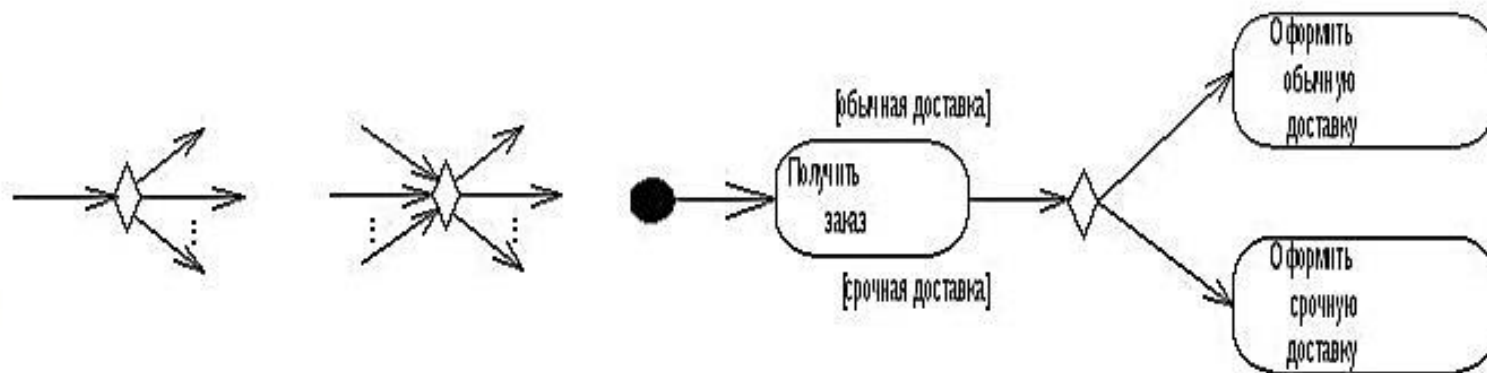 [обычная доставка]
Получить
заказ
[срочная доставка]
Оформить
обычную
доставку
Оформить
срочную
доставку